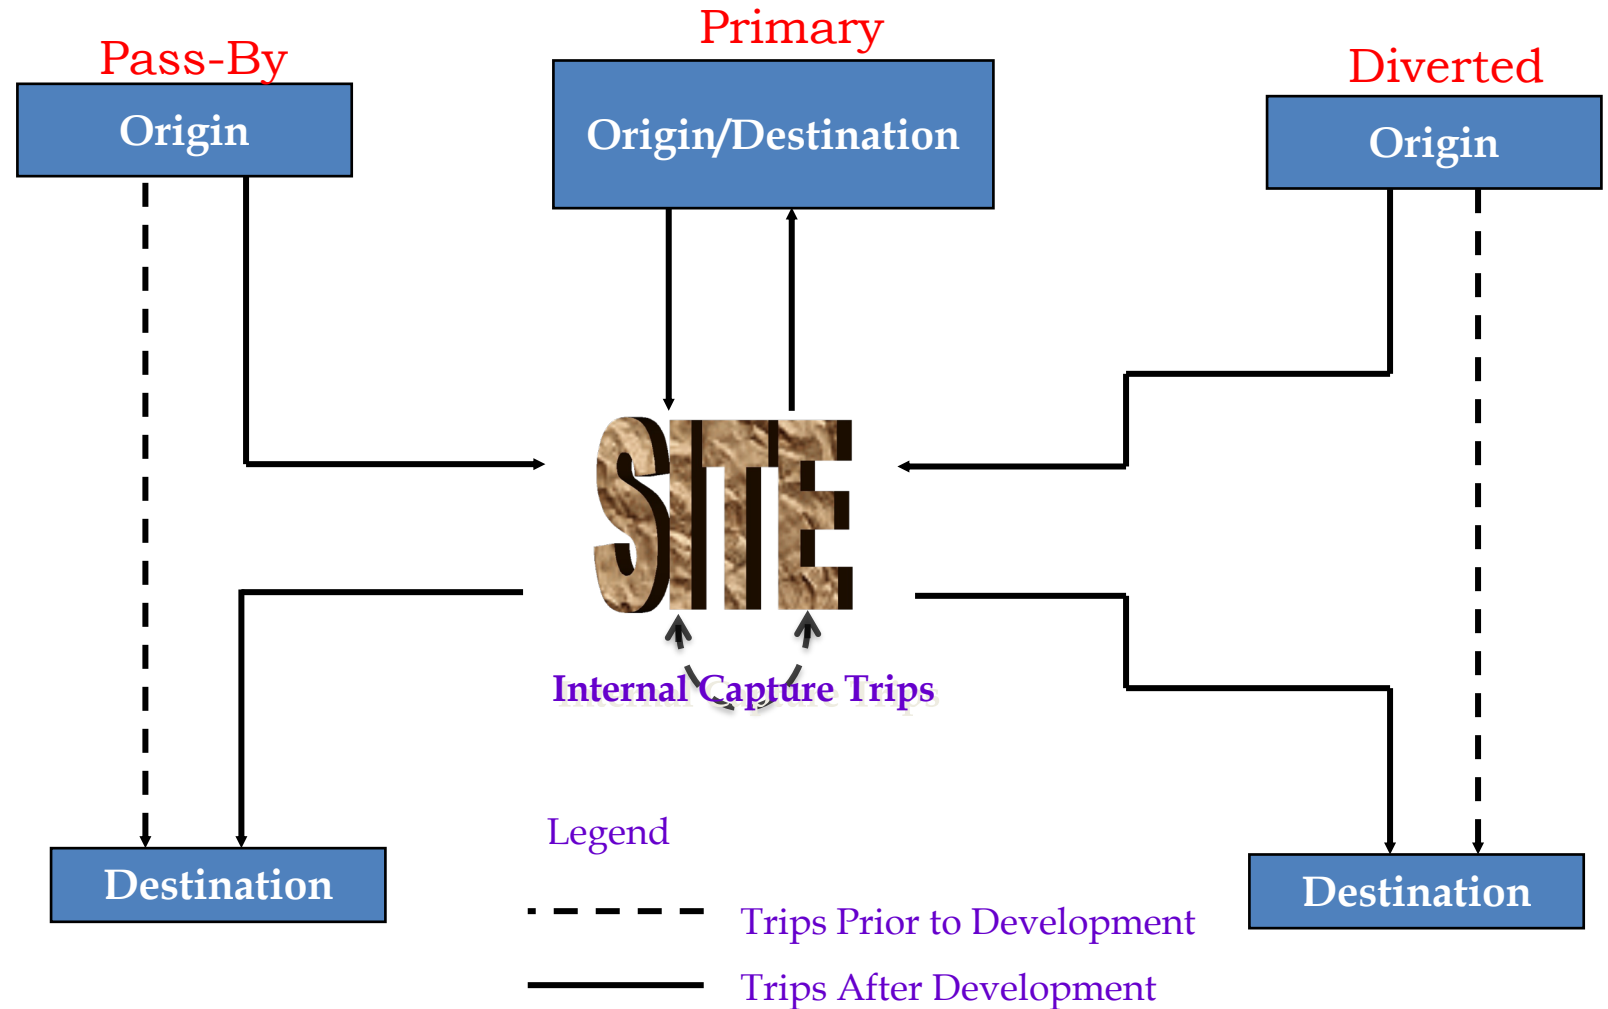 Pass-By
Primary
Diverted
Origin
Origin/Destination
Origin
SITE
Internal Capture Trips
Destination
Destination
Legend
Trips Prior to Development
Trips After Development